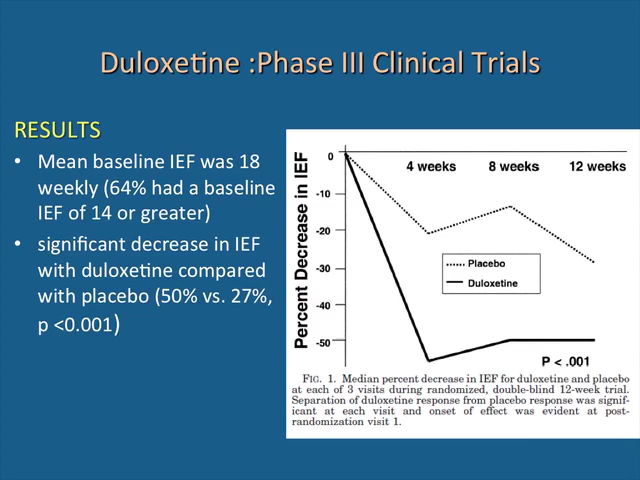 Duloxetine :Phase III Clinical Trials
RESULTS
• Mean baseline IEF was 18
weekly (64% had a baseline
IEF of 14 or greater)
• significant decrease in IEF
with duloxetine compared
with placebo (50% vs. 27%,
p <0.001)
Percent Decrease in IEF
0
-10
-20
-30
-40
-50
4 weeks 8 weeks 12 weeks
Placebo
Duloxetine
P < .001
FIG. 1. Median percent decrease in IEF for duloxetine and placebo
at each of 3 visits during randomized, double-blind 12-week trial.
Separation of duloxetine response from placebo response was signif-
icant at each visit and onset of effect was evident at post-
randomization visit 1.